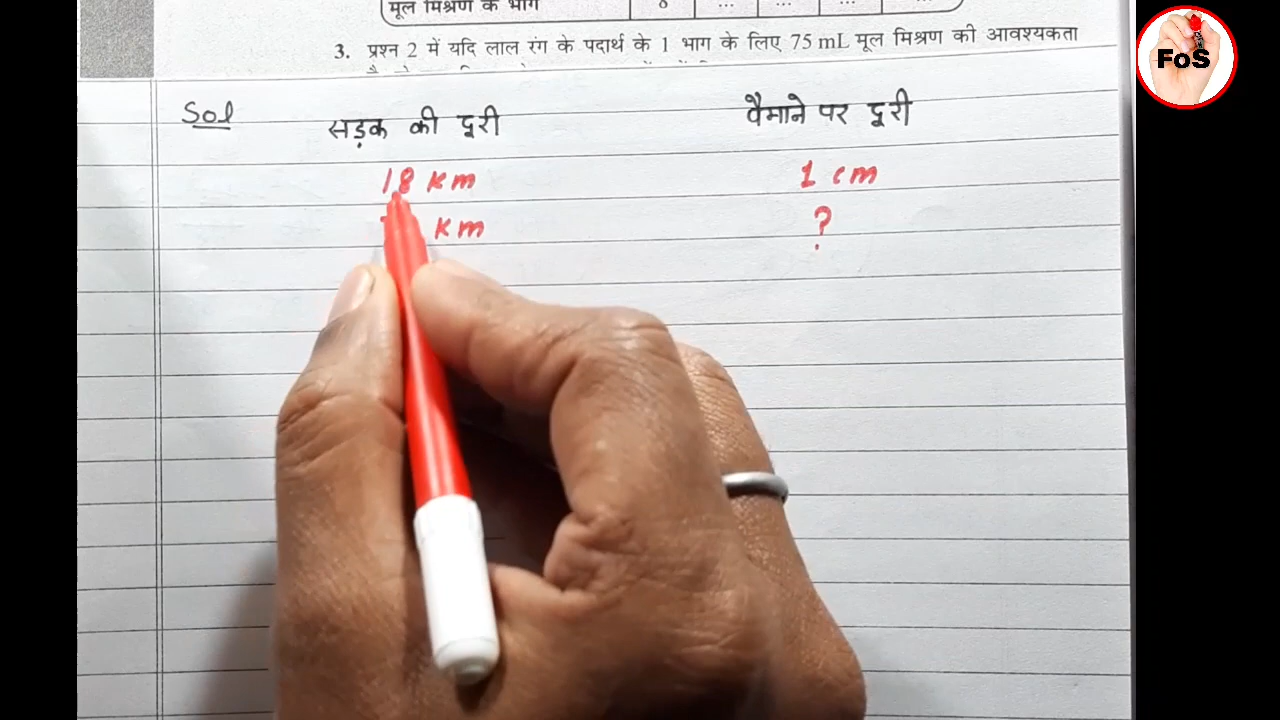 मूल मिश्रण के भाग 8 ... ... ... ...
3. प्रश्न 2 में यदि लाल रंग के पदार्थ के 1 भाग के लिए 75 mL मूल मिश्रण की आवश्यकता
FoS
Sol सड़क की दूरी पैमाने पर दूरी
18 km 1 cm
km ?